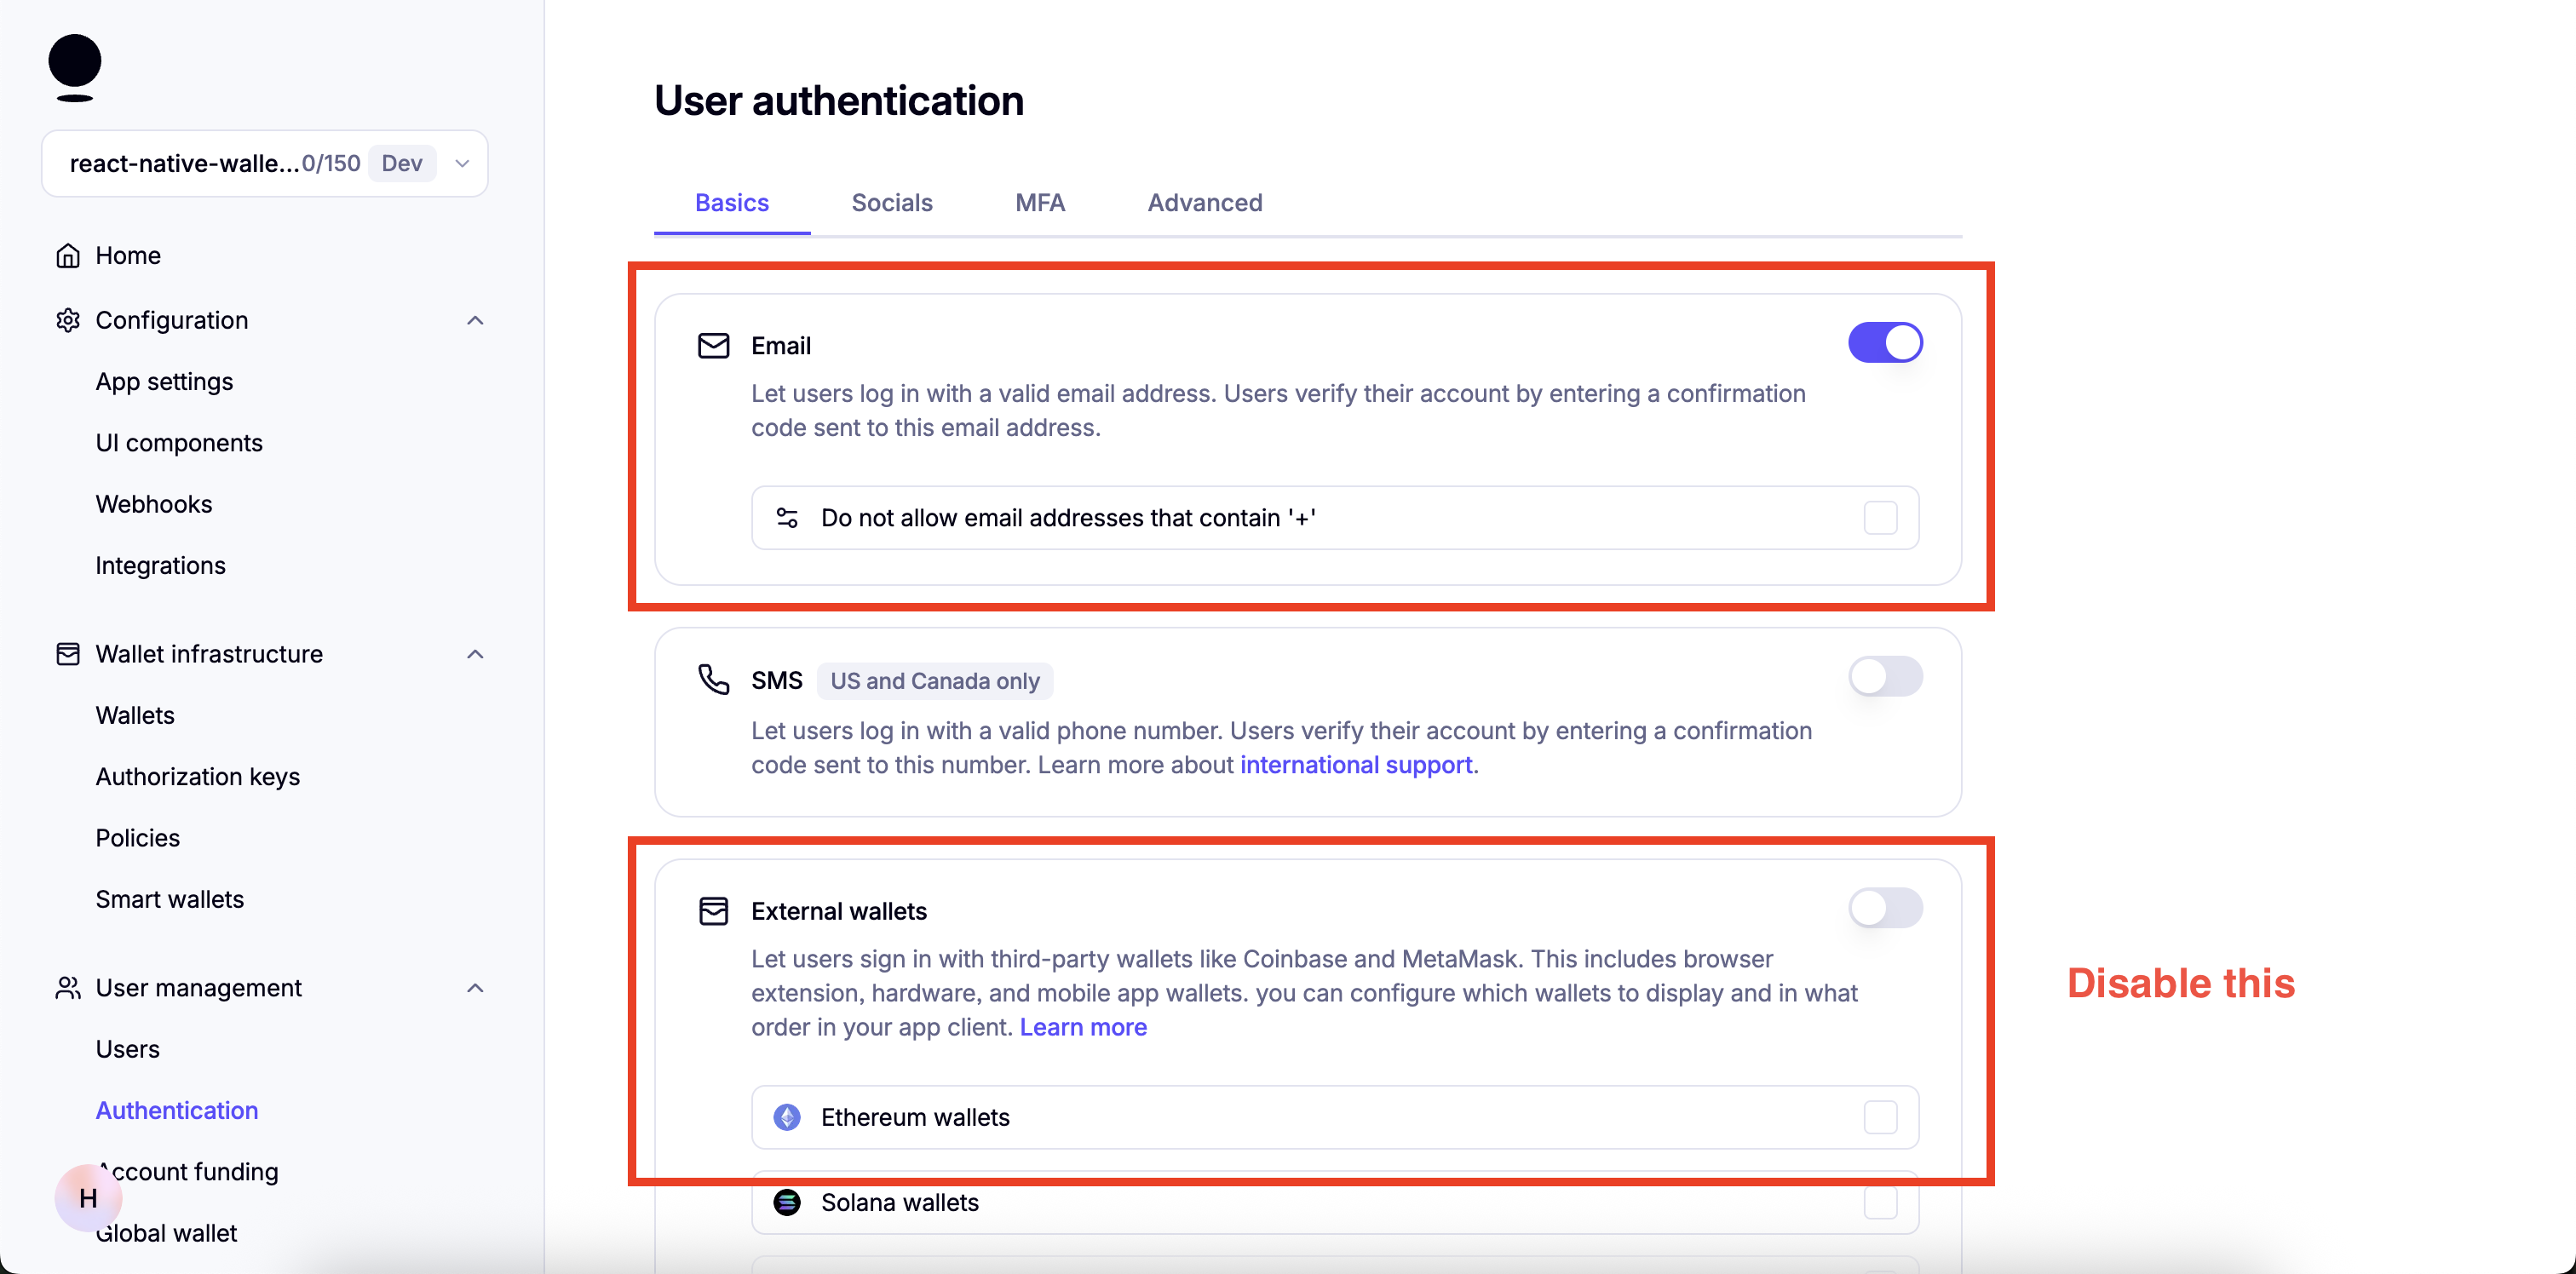 react-native-walle... 0/150 Dev
Home
Configuration
App settings
UI components
Webhooks
Integrations
Wallet infrastructure
Wallets
Authorization keys
Policies
Smart wallets
User management
Users
Authentication
Account funding
Global wallet
H
User authentication
Basics Socials MFA Advanced
Email
Let users log in with a valid email address. Users verify their account by entering a confirmation
code sent to this email address.
Do not allow email addresses that contain '+'
SMS US and Canada only
Let users log in with a valid phone number. Users verify their account by entering a confirmation
code sent to this number. Learn more about international support.
External wallets
Let users sign in with third-party wallets like Coinbase and MetaMask. This includes browser
extension, hardware, and mobile app wallets. you can configure which wallets to display and in what
order in your app client. Learn more
Ethereum wallets
Solana wallets
Disable this